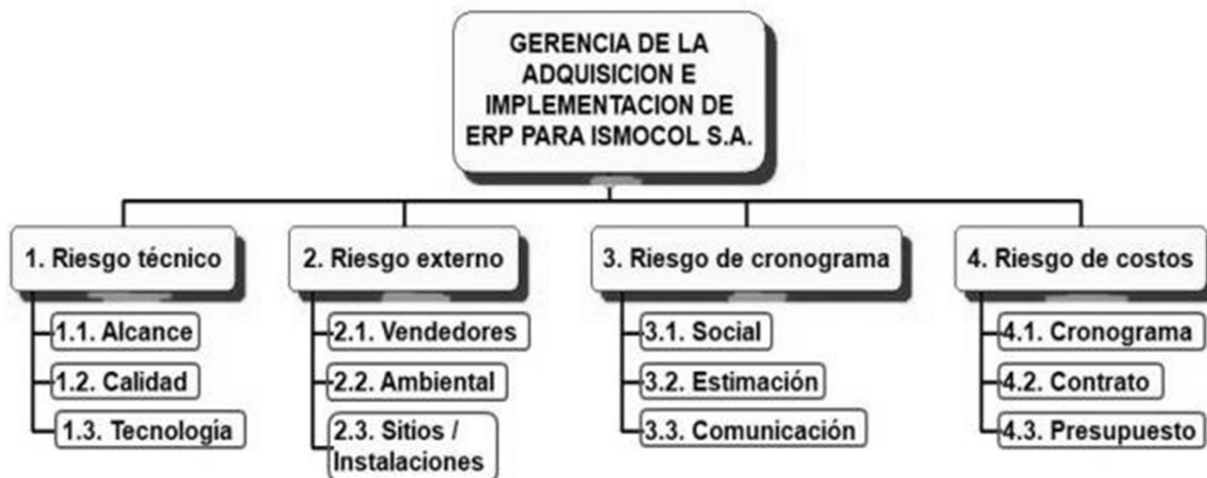 GERENCIA DE LA
ADQUISICION E
IMPLEMENTACION DE
ERP PARA ISMOCOL S.A.
1. Riesgo técnico
1.1. Alcance
1.2. Calidad
1.3. Tecnología
2. Riesgo externo
2.1. Vendedores
2.2. Ambiental
2.3. Sitios /
Instalaciones
3. Riesgo de cronograma
3.1. Social
3.2. Estimación
3.3. Comunicación
4. Riesgo de costos
4.1. Cronograma
4.2. Contrato
4.3. Presupuesto